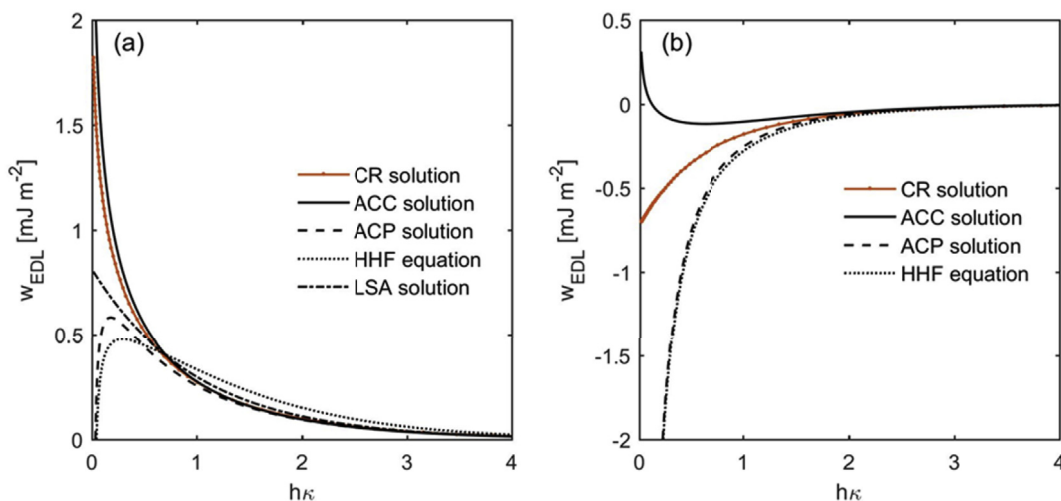 (a)
2
1.5
1
0.5
0
w_EDL [mJ m⁻²]
CR solution
ACC solution
ACP solution
HHF equation
LSA solution
0 1 2 3 4
hκ
(b)
0.5
0
-0.5
-1
-1.5
-2
w_EDL [mJ m⁻²]
CR solution
ACC solution
ACP solution
HHF equation
0 1 2 3 4
hκ